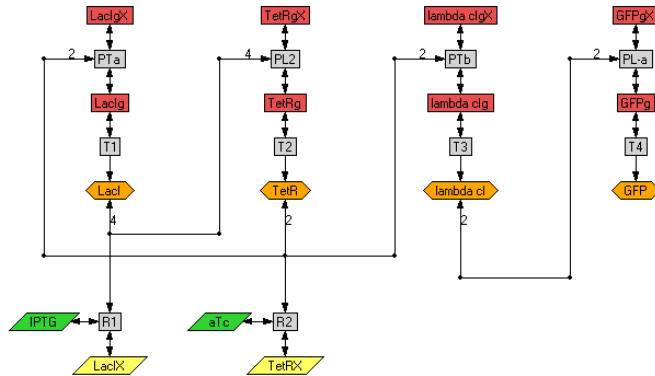 LacIgX
TetRgX
lambda cIgX
GFPgX
2
PTa
4
PL2
2
PTb
2
PL-a
LacIg
TetRg
lambda cIg
GFPg
T1
T2
T3
T4
LacI
TetR
lambda cI
GFP
4
2
2
IPTG
R1
aTc
R2
LacIX
TetRX